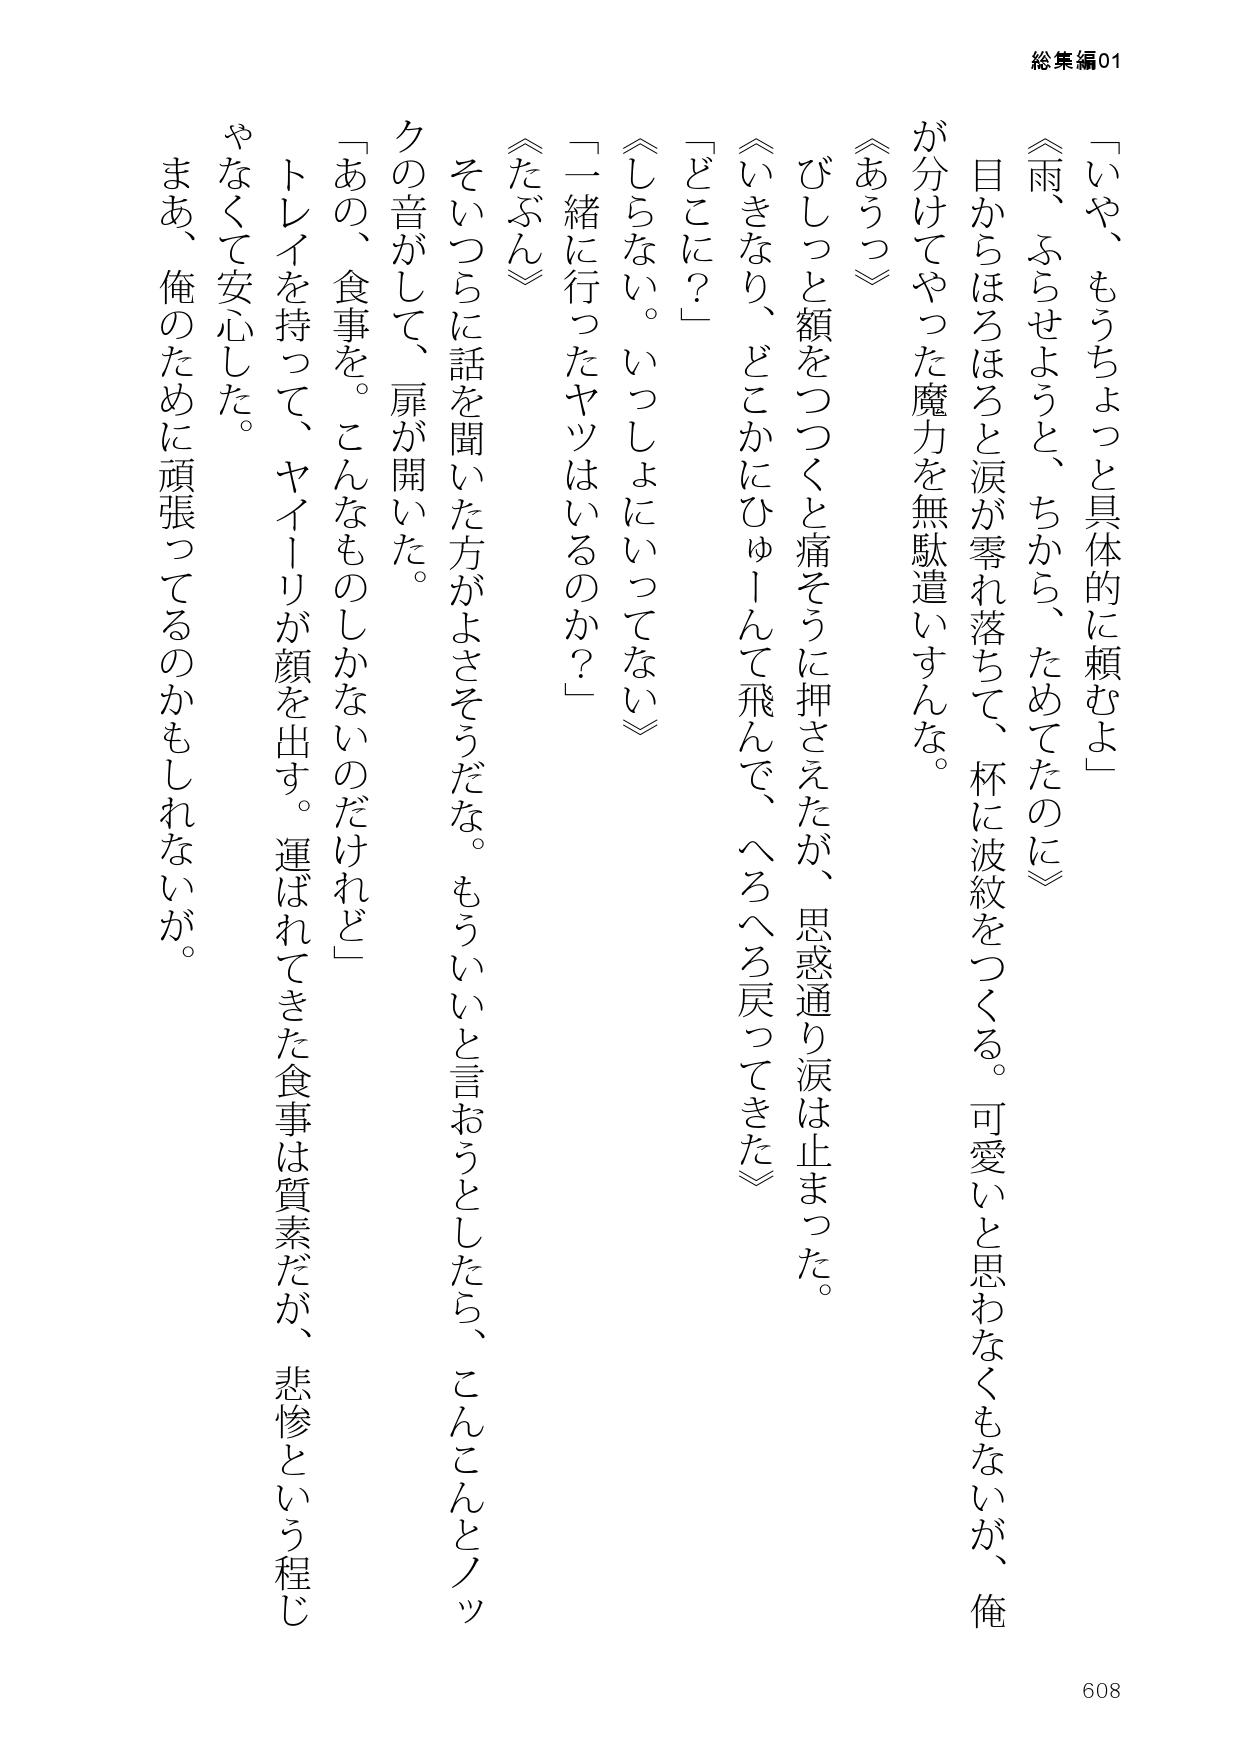 総集編01
「いや、もうちょっと具体的に頼むよ」
《雨、ふらせようと、ちから、ためてたのに》
目からほろほろと涙が零れ落ちて、杯に波紋をつくる。可愛いと思わなくもないが、俺
が分けてやった魔力を無駄遣いすんな。
《あうっ》
びしっと額をつつくと痛そうに押さえたが、思惑通り涙は止まった。
《いきなり、どこかにひゅーんて飛んで、へろへろ戻ってきた》
「どこに？」
《しらない。いっしょにいってない》
「一緒に行ったヤツはいるのか？」
《たぶん》
そいつらに話を聞いた方がよさそうだな。もういいと言おうとしたら、こんこんとノッ
クの音がして、扉が開いた。
「あの、食事を。こんなものしかないのだけれど」
トレイを持って、ヤイーリが顔を出す。運ばれてきた食事は質素だが、悲惨という程じ
ゃなくて安心した。
まあ、俺のために頑張ってるのかもしれないが。
608